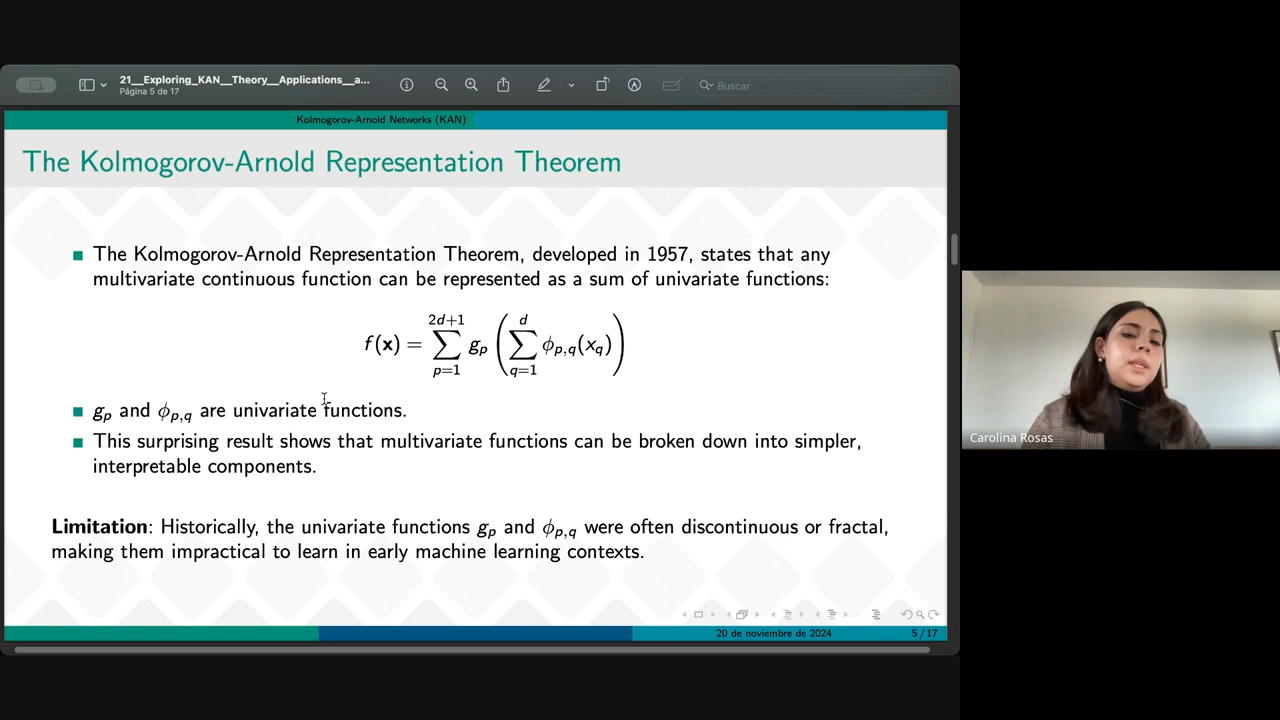 21__Exploring_KAN__Theory__Applications__a...
Página 5 de 17
Buscar
Kolmogorov-Arnold Networks (KAN)
The Kolmogorov-Arnold Representation Theorem
The Kolmogorov-Arnold Representation Theorem, developed in 1957, states that any
multivariate continuous function can be represented as a sum of univariate functions:
f(x) = ∑_{p=1}^{2d+1} g_p (∑_{q=1}^{d} ϕ_{p,q}(x_q))
g_p and ϕ_{p,q} are univariate functions.
This surprising result shows that multivariate functions can be broken down into simpler,
interpretable components.
Limitation: Historically, the univariate functions g_p and ϕ_{p,q} were often discontinuous or fractal,
making them impractical to learn in early machine learning contexts.
20 de noviembre de 2024
5 / 17
Carolina Rosas